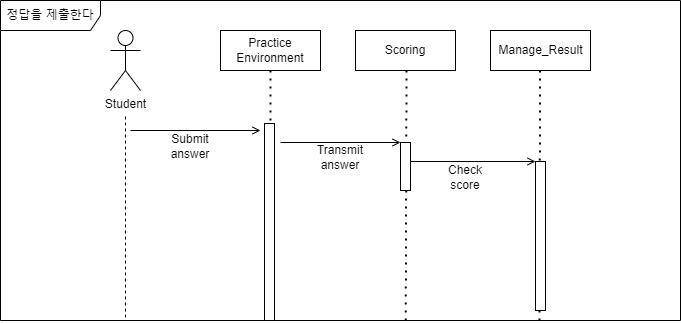 정답을 제출한다
Practice
Environment
Scoring
Manage_Result
Student
Submit
answer
Transmit
answer
Check
score